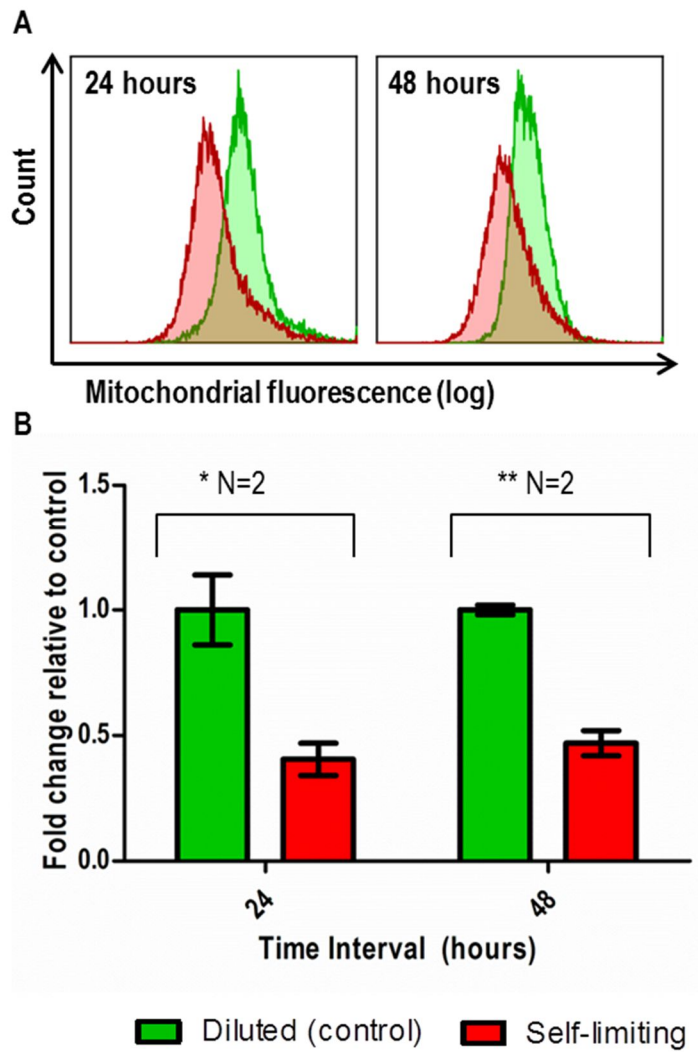 A
24 hours
48 hours
Count
Mitochondrial fluorescence (log)
B
* N=2
** N=2
1.5
1.0
0.5
0.0
Fold change relative to control
24
48
Time Interval (hours)
Diluted (control)
Self-limiting